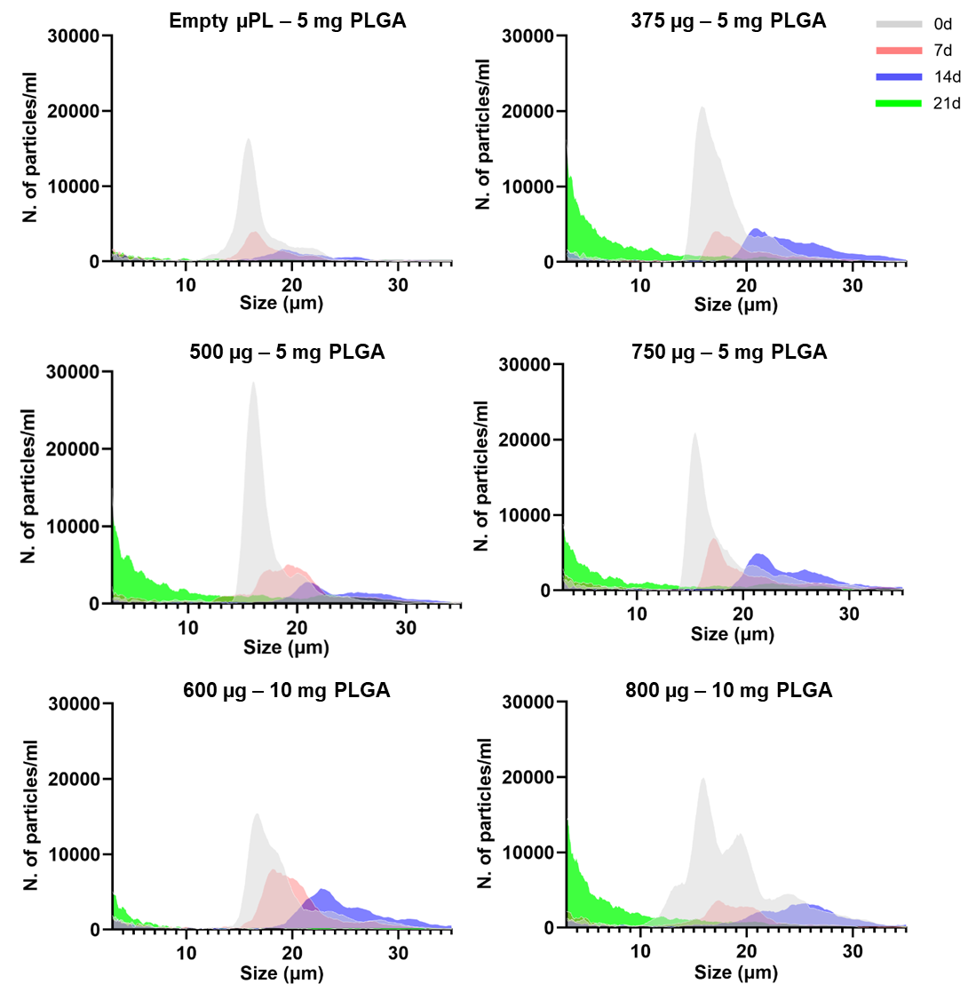 Empty µPL – 5 mg PLGA
30000
20000
10000
0
N. of particles/ml
10 20 30
Size (µm)
375 µg – 5 mg PLGA
30000
20000
10000
0
N. of particles/ml
10 20 30
Size (µm)
0d
7d
14d
21d
500 µg – 5 mg PLGA
30000
20000
10000
0
N. of particles/ml
10 20 30
Size (µm)
750 µg – 5 mg PLGA
30000
20000
10000
0
N. of particles/ml
10 20 30
Size (µm)
600 µg – 10 mg PLGA
30000
20000
10000
0
N. of particles/ml
10 20 30
Size (µm)
800 µg – 10 mg PLGA
30000
20000
10000
0
N. of particles/ml
10 20 30
Size (µm)